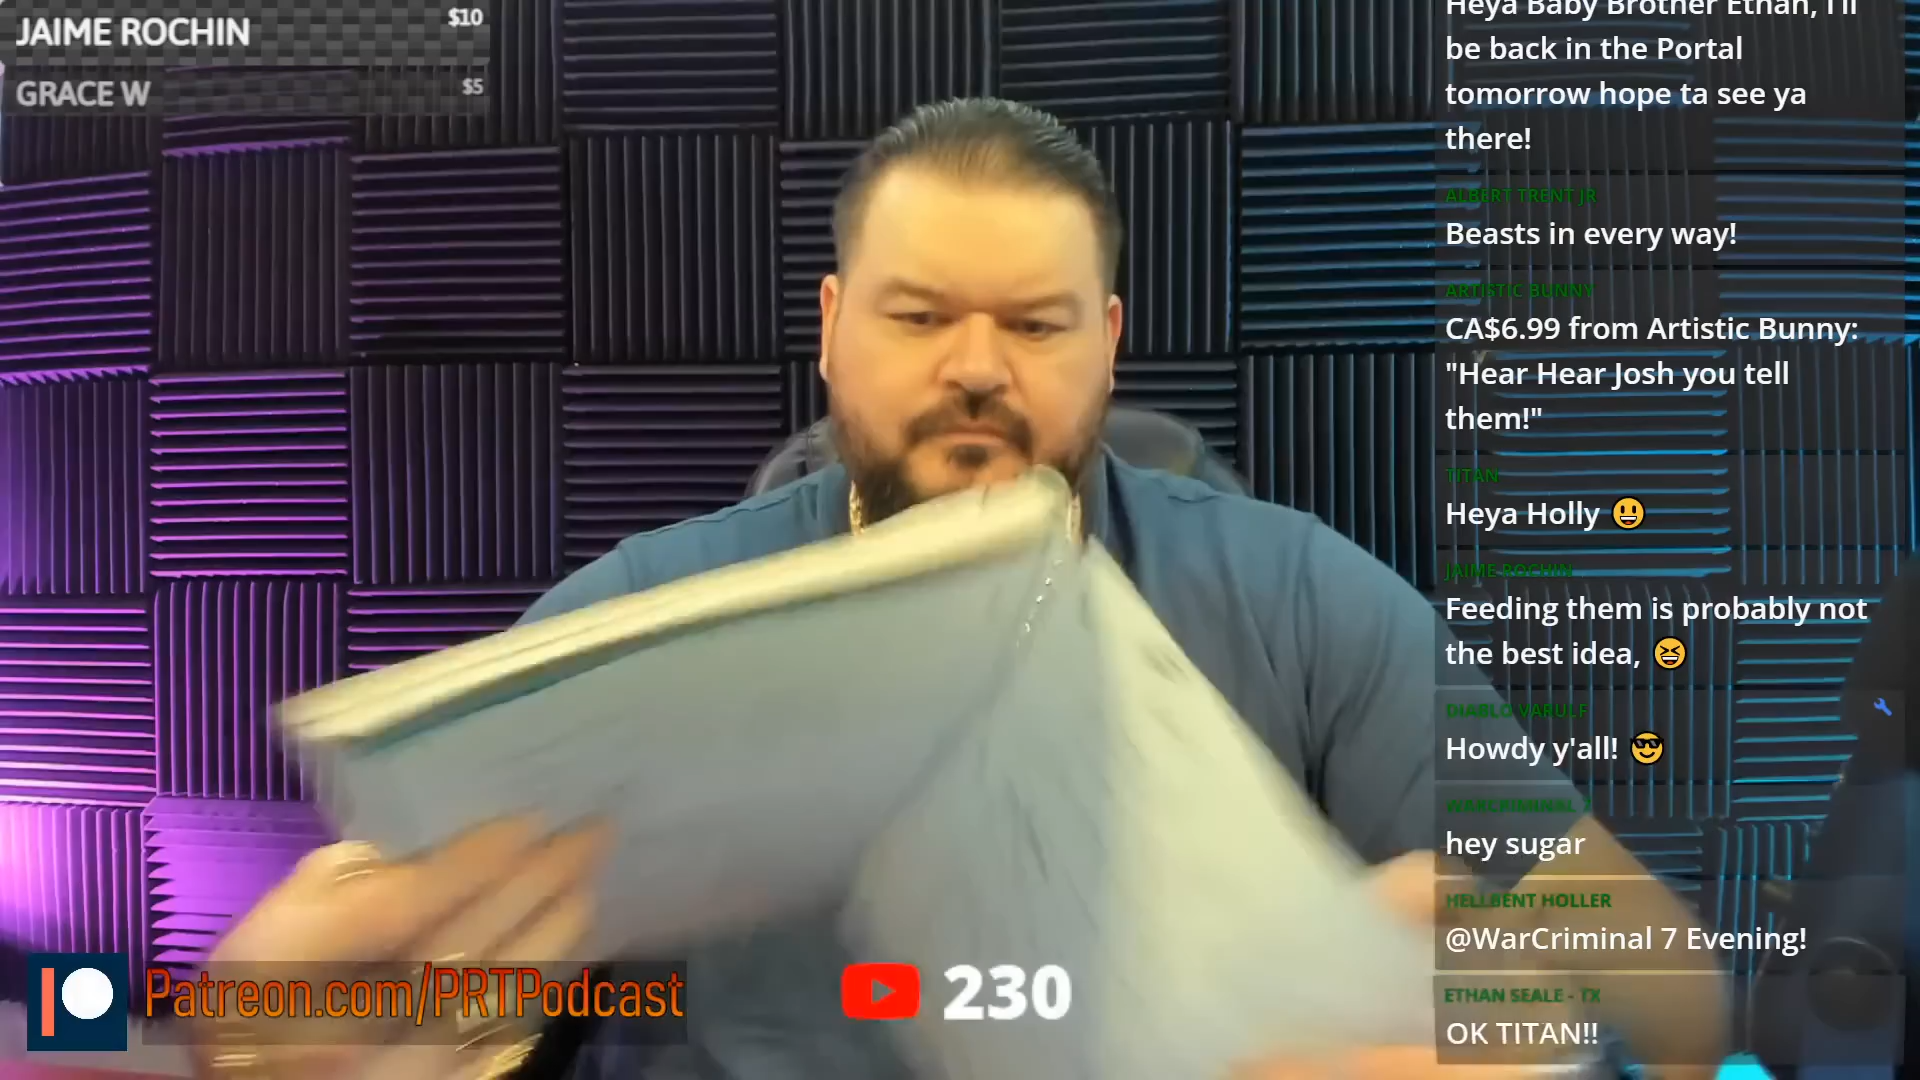 JAIME ROCHIN $10
GRACE W $5
Heya Baby Brother Ethan, I'll
be back in the Portal
tomorrow hope ta see ya
there!
ALBERT TRENT JR
Beasts in every way!
ARTISTIC BUNNY
CA$6.99 from Artistic Bunny:
"Hear Hear Josh you tell
them!"
TITAN
Heya Holly 😃
JAIME ROCHIN
Feeding them is probably not
the best idea, 😆
DIABLO VARULF
Howdy y'all! 😎
WARCRIMINAL 7
hey sugar
HELLBENT HOLLER
@WarCriminal 7 Evening!
ETHAN SEALE - TX
OK TITAN!!
Patreon.com/PRTPodcast
230